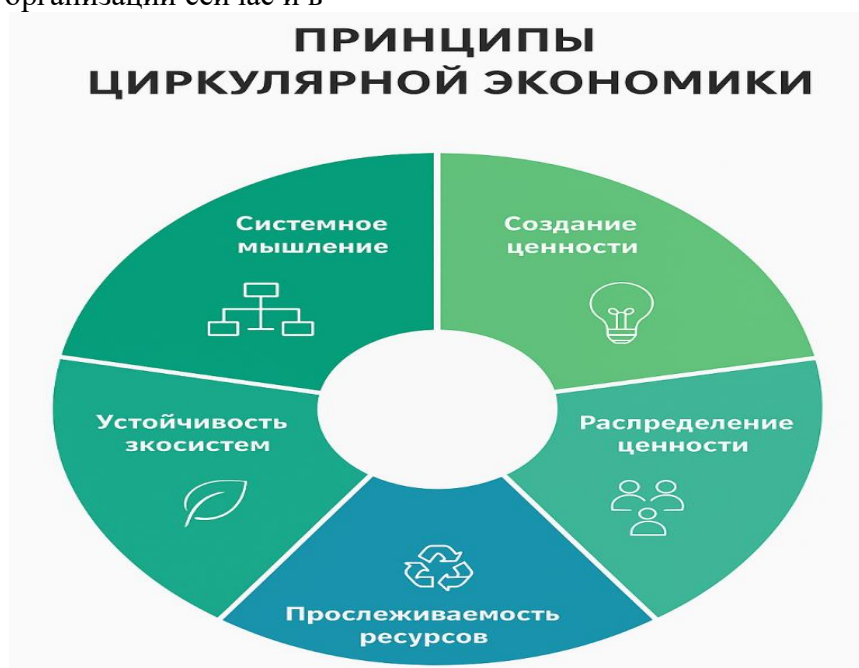 организации сейчас и в
ПРИНЦИПЫ
ЦИРКУЛЯРНОЙ ЭКОНОМИКИ
Системное
мышление
Создание
ценности
Устойчивость
зкосистем
Распределение
ценности
Прослеживаемость
ресурсов